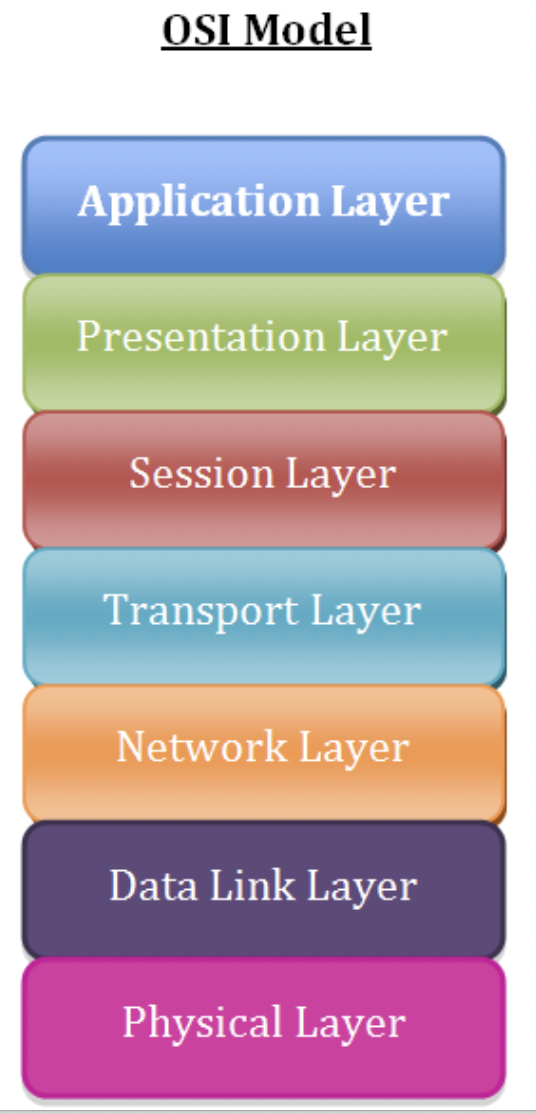 OSI Model
Application Layer
Presentation Layer
Session Layer
Transport Layer
Network Layer
Data Link Layer
Physical Layer